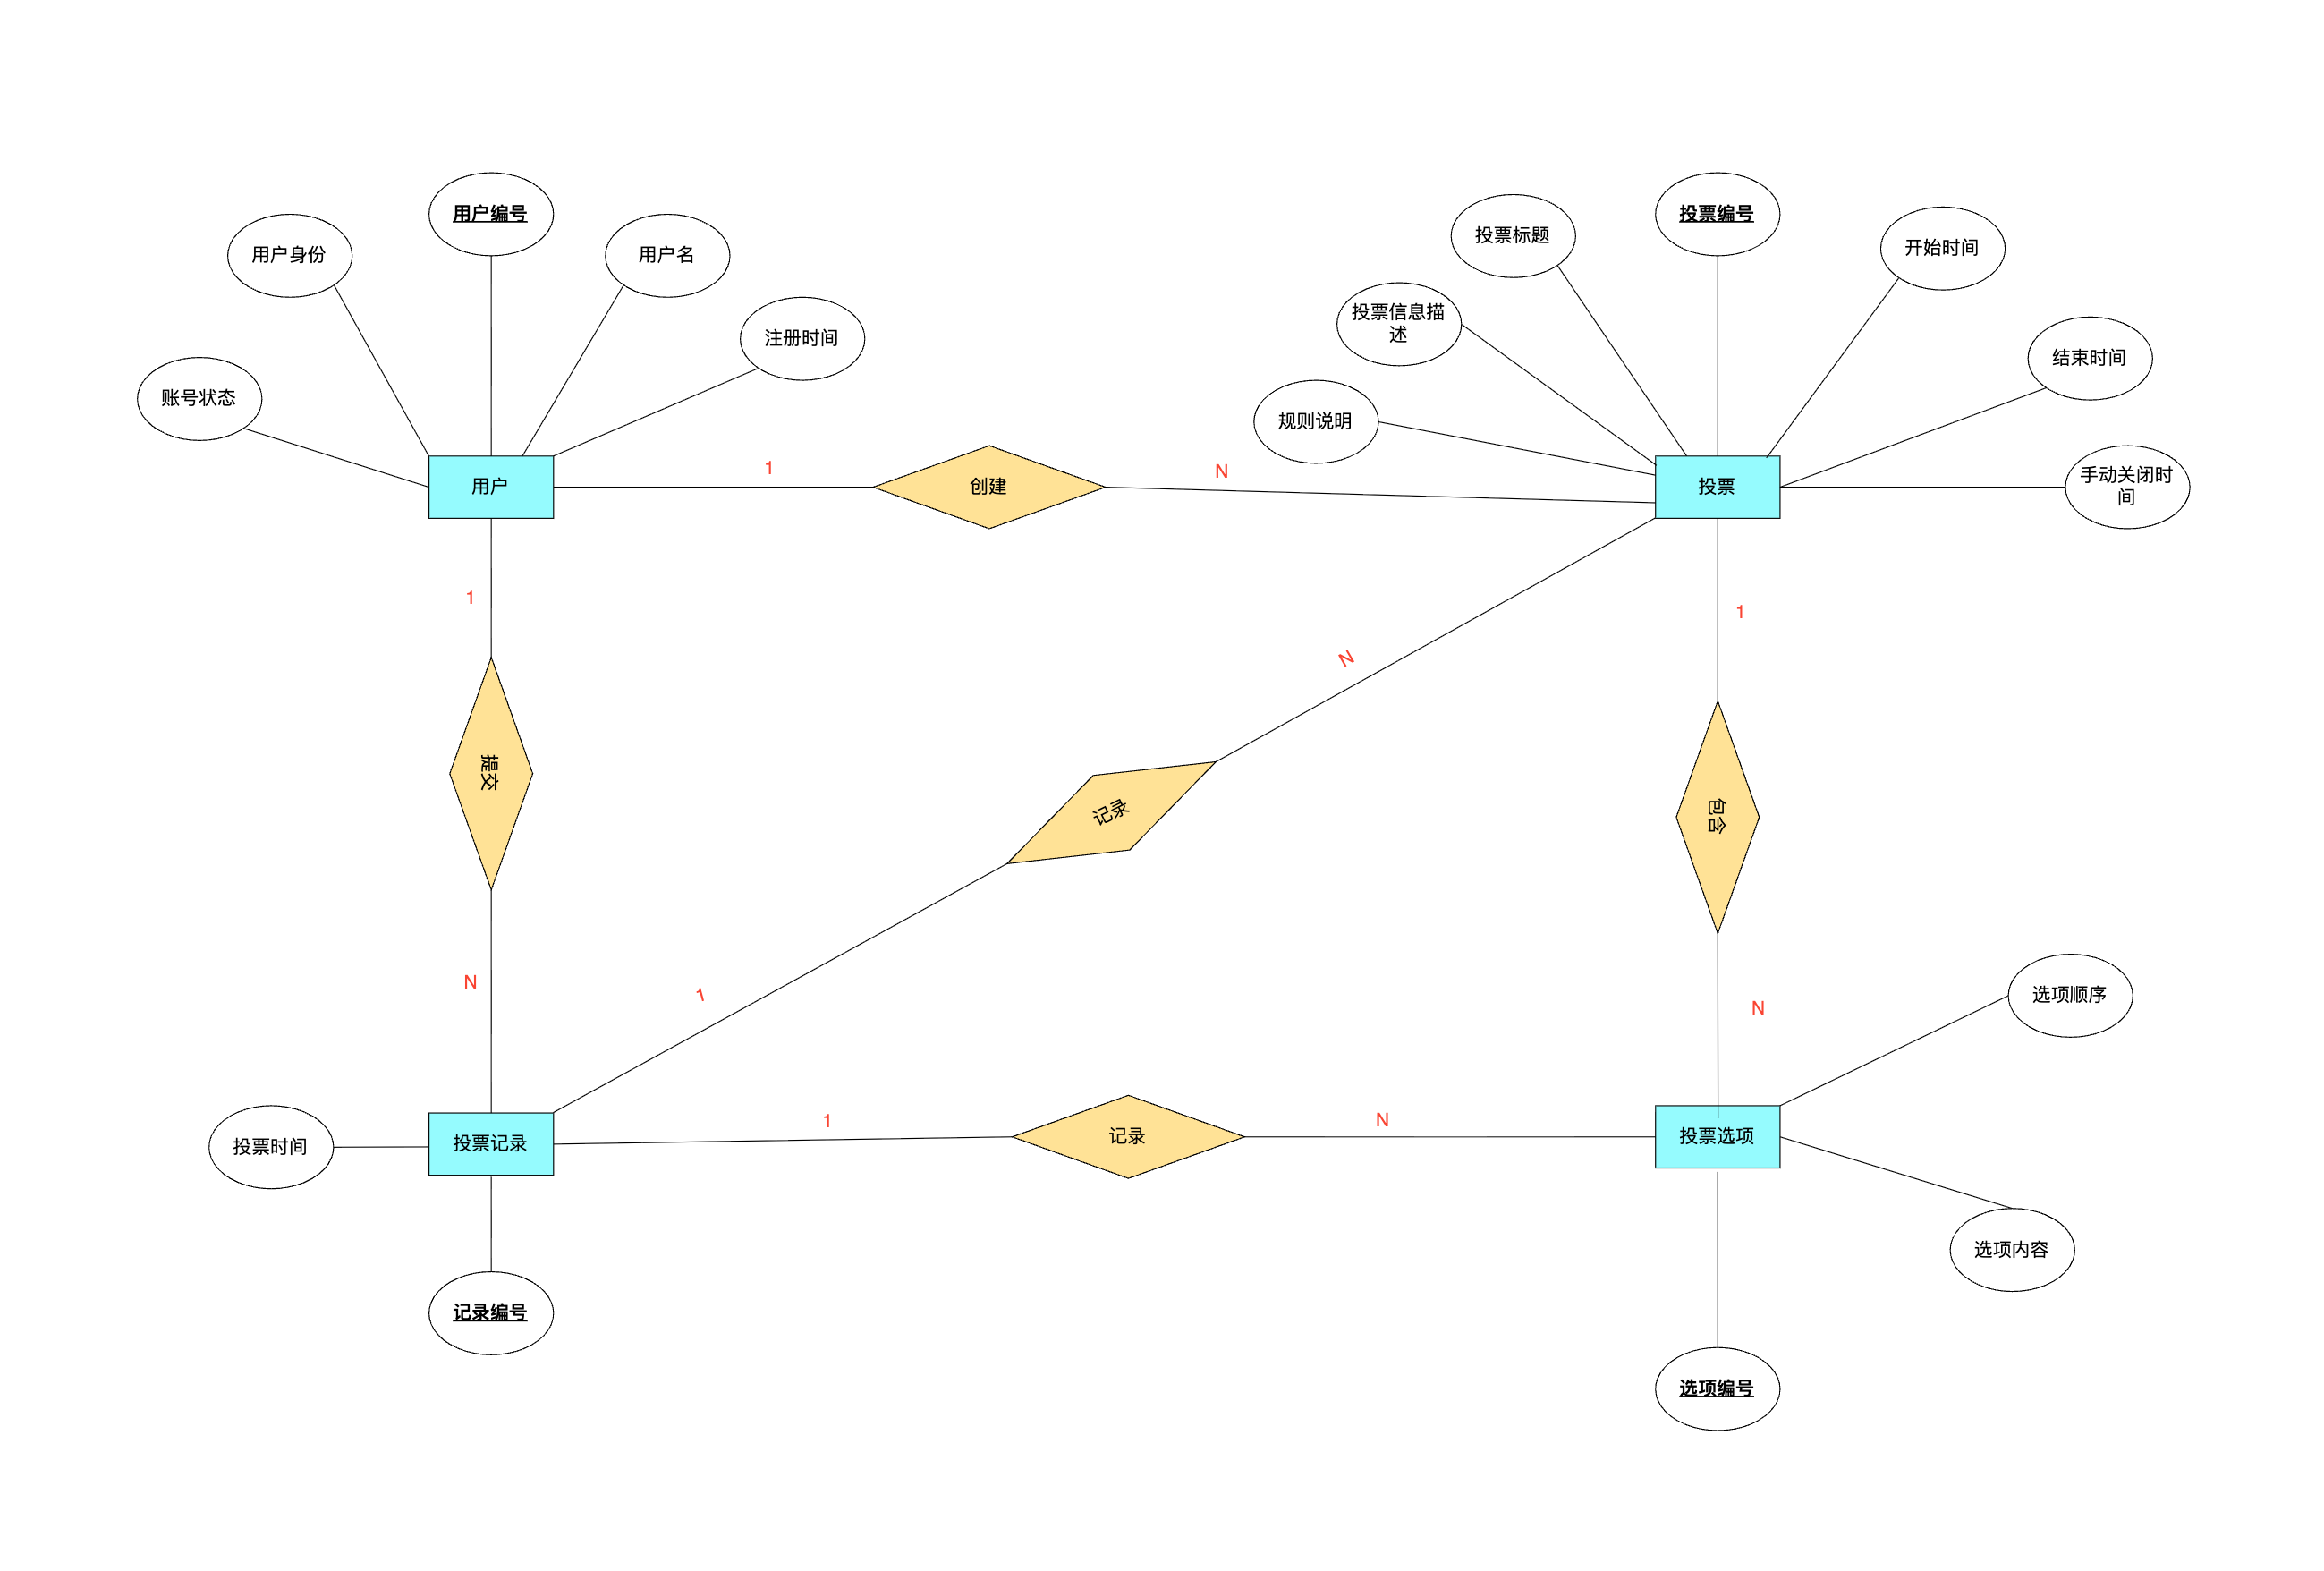 用户编号
投票编号
投票标题
用户身份
用户名
开始时间
投票信息描
述
注册时间
结束时间
账号状态
规则说明
用户
1
创建
N
投票
手动关闭时
间
1
1
N
提交
记录
包含
N
1
N
选项顺序
投票时间
投票记录
1
记录
N
投票选项
选项内容
记录编号
选项编号